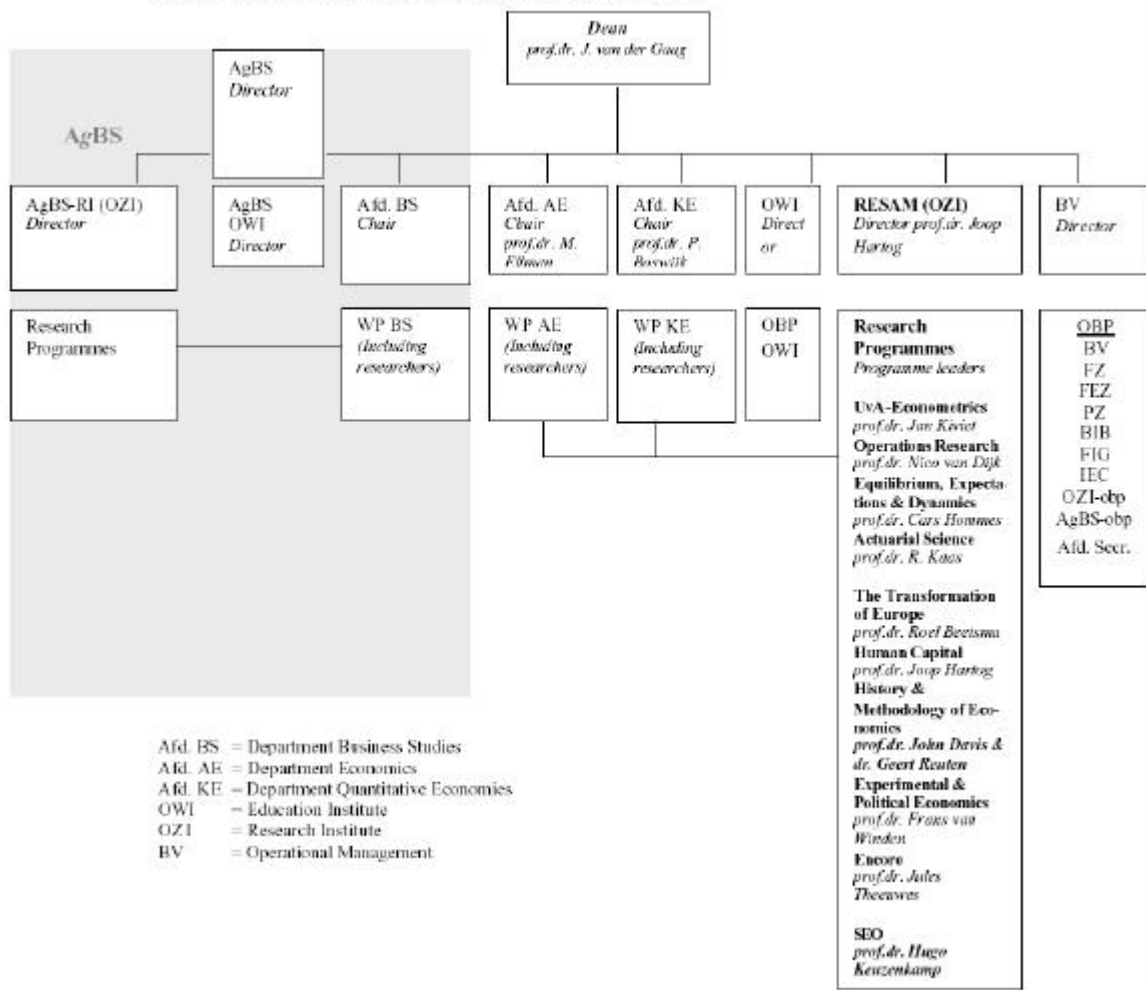 Dean
prof.dr. J. van der Gaag
AgBS
Director
AgBS
AgBS-RI (OZI)
Director
AgBS
OWI
Director
Afd. BS
Chair
Afd. AE
Chair
prof.dr. M.
Ellman
Afd. KE
Chair
prof.dr. P.
Boswijk
OWI
Direct
or
RESAM (OZI)
Director prof.dr. Joop
Hartog
BV
Director
Research
Programmes
WP BS
(Including
researchers)
WP AE
(Including
researchers)
WP KE
(Including
researchers)
OBP
OWI
Research
Programmes
Programme leaders
UvA-Econometrics
prof.dr. Jan Kiviet
Operations Research
prof.dr. Nico van Dijk
Equilibrium, Expecta-
tions & Dynamics
prof.dr. Cars Hommes
Actuarial Science
prof.dr. R. Kaas
The Transformation
of Europe
prof.dr. Roel Beetsma
Human Capital
prof.dr. Joop Hartog
History &
Methodology of Eco-
nomics
prof.dr. John Davis &
dr. Geert Reuten
Experimental &
Political Economics
prof.dr. Frans van
Winden
Encore
prof.dr. Jules
Theeuwes
SEO
prof.dr. Hugo
Keuzenkamp
OBP
BV
FZ
FEZ
PZ
BIB
FIG
IEC
OZI-obp
AgBS-obp
Afd. Secr.
Afd. BS = Department Business Studies
Afd. AE = Department Economics
Afd. KE = Department Quantitative Economies
OWI = Education Institute
OZI = Research Institute
BV = Operational Management